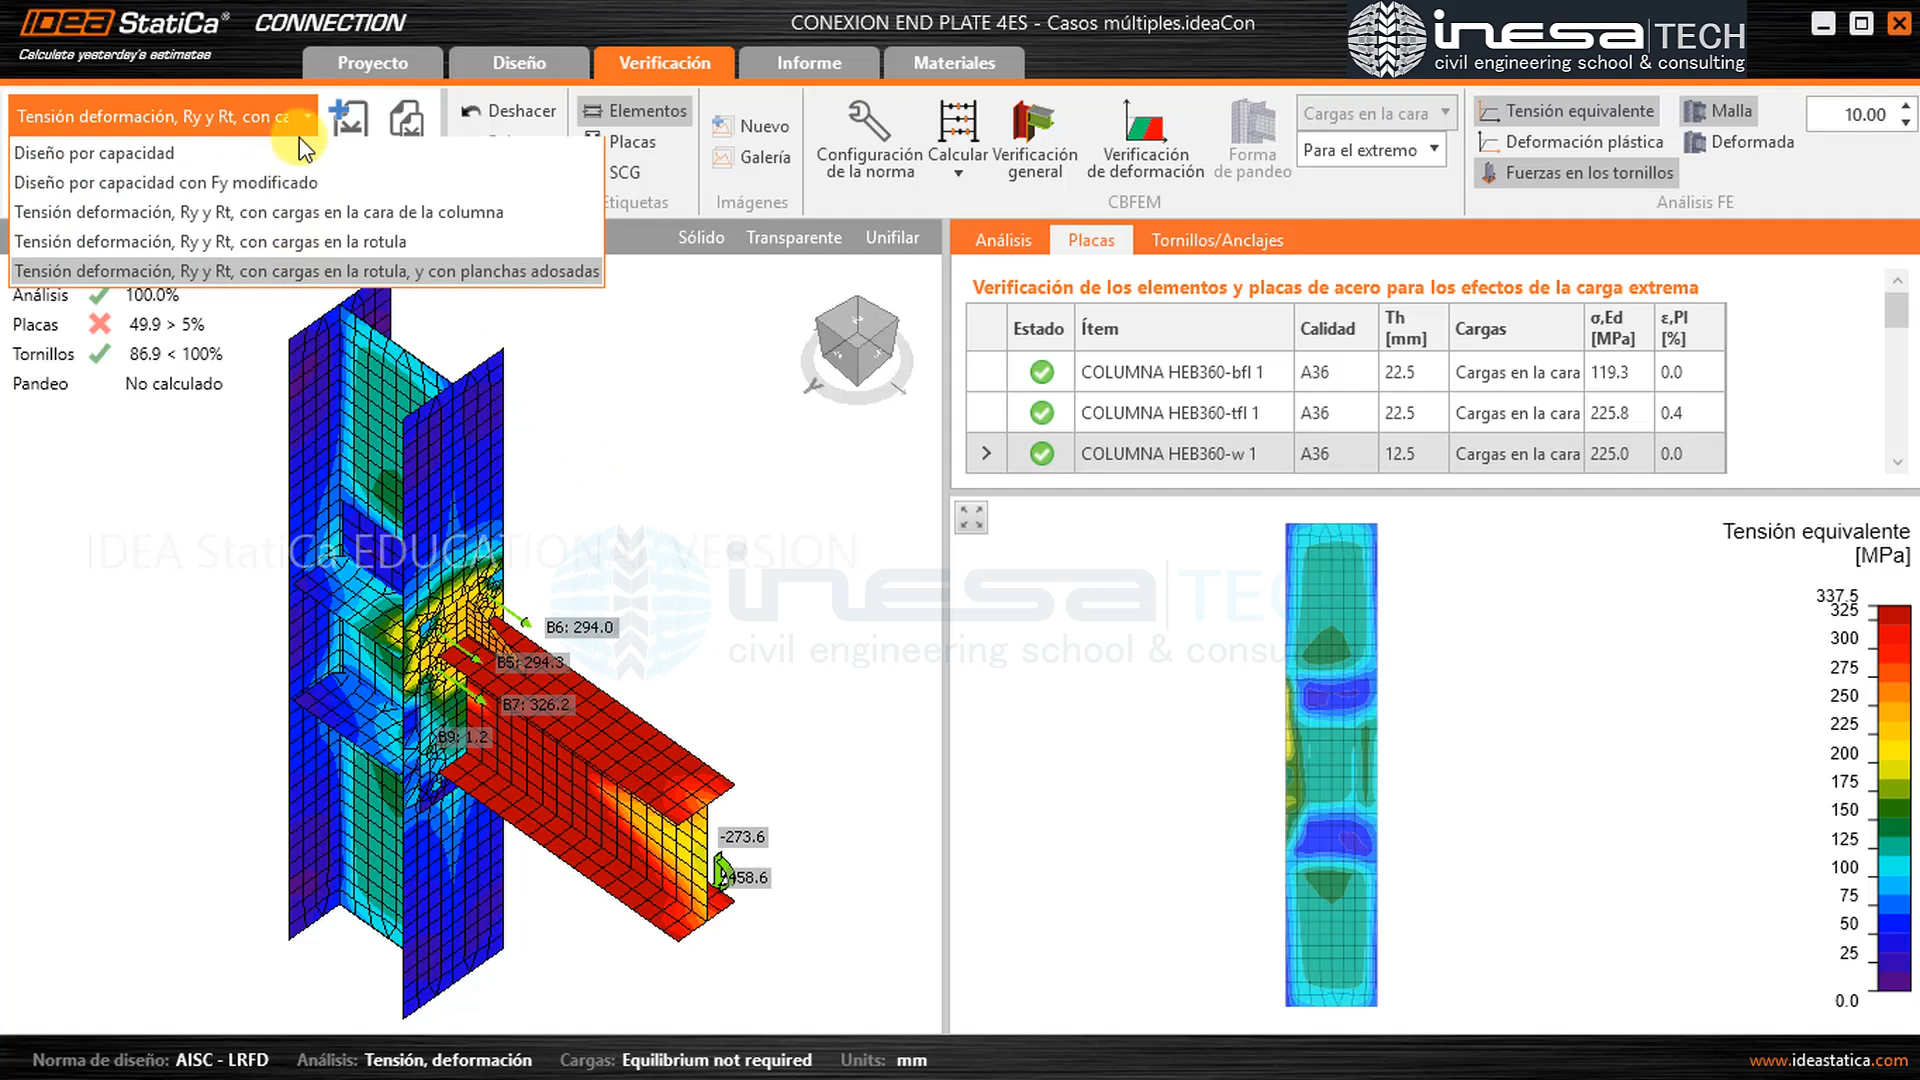 IDEA StatiCa® CONNECTION
Calculate yesterday's estimates
CONEXION END PLATE 4ES - Casos múltiples.ideaCon
inesa TECH
civil engineering school & consulting
Proyecto
Diseño
Verificación
Informe
Materiales
Tensión deformación, Ry y Rt, con ca
Diseño por capacidad
Diseño por capacidad con Fy modificado
Tensión deformación, Ry y Rt, con cargas en la cara de la columna
Tensión deformación, Ry y Rt, con cargas en la rotula
Tensión deformación, Ry y Rt, con cargas en la rotula, y con planchas adosadas
Deshacer
Elementos
Placas
SCG
tiquetas
Nuevo
Galería
Imágenes
Configuración de la norma
Calcular
Verificación general
Verificación de deformación
Forma de pandeo
Cargas en la cara
Para el extremo
CBFEM
Tensión equivalente
Deformación plástica
Fuerzas en los tornillos
Malla
Deformada
10.00
Análisis FE
Sólido
Transparente
Unifilar
Análisis 100.0%
Placas 49.9 > 5%
Tornillos 86.9 < 100%
Pandeo No calculado
Análisis
Placas
Tornillos/Anclajes
Verificación de los elementos y placas de acero para los efectos de la carga extrema
Estado Ítem Calidad Th [mm] Cargas σ,Ed [MPa] ε,Pl [%]
COLUMNA HEB360-bfl 1 A36 22.5 Cargas en la cara 119.3 0.0
COLUMNA HEB360-tfl 1 A36 22.5 Cargas en la cara 225.8 0.4
COLUMNA HEB360-w 1 A36 12.5 Cargas en la cara 225.0 0.0
IDEA StatiCa EDUCATIONAL VERSION
inesa TE
civil engineering school & consu
B6: 294.0
B5: 294.3
B7: 326.2
B9: 1.2
-273.6
458.6
Tensión equivalente
[MPa]
337.5
325
300
275
250
225
200
175
150
125
100
75
50
25
0.0
Norma de diseño: AISC - LRFD Análisis: Tensión, deformación Cargas: Equilibrium not required Units: mm
www.ideastatica.com